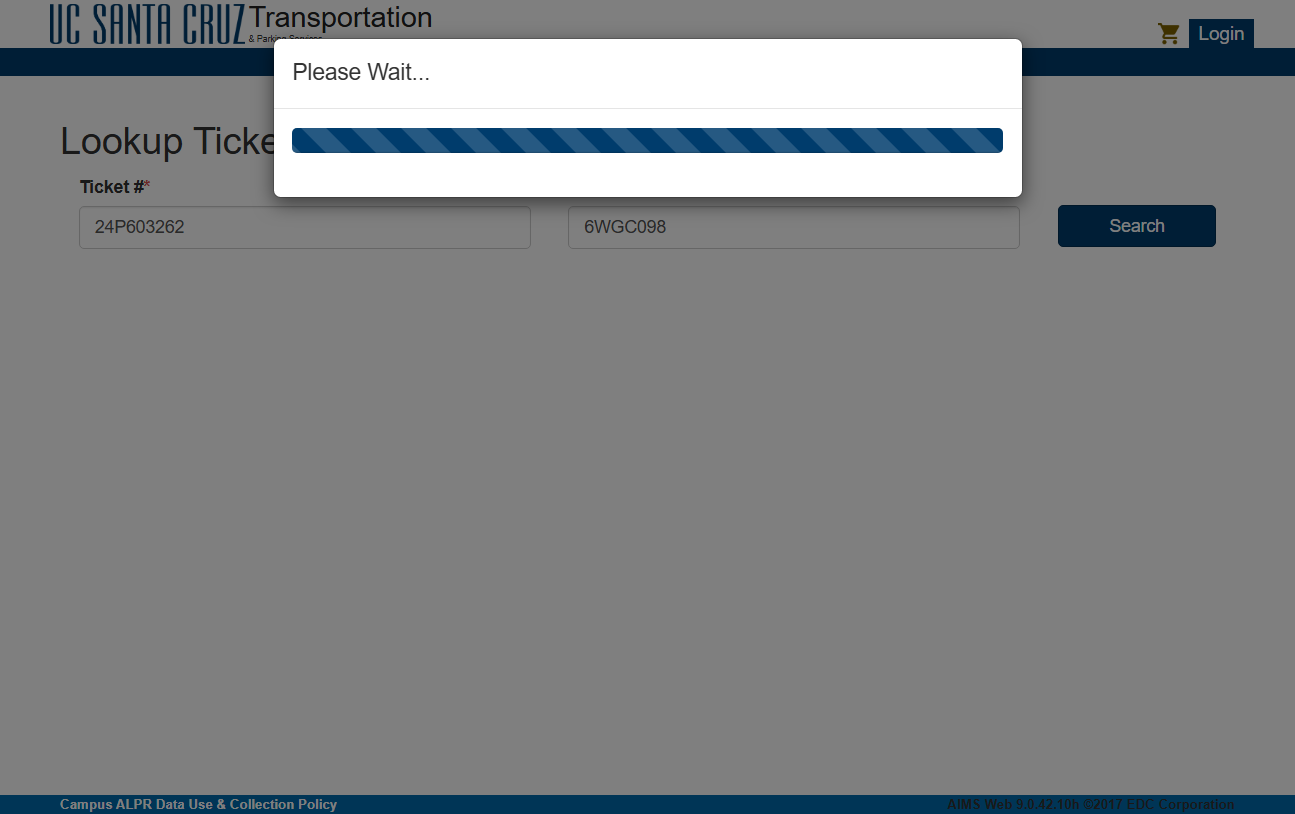 UC SANTA CRUZ Transportation
& Parking Services
Login
Please Wait...
Lookup Ticke
Ticket #*
24P603262
6WGC098
Search
Campus ALPR Data Use & Collection Policy
AIMS Web 9.0.42.10h ©2017 EDC Corporation